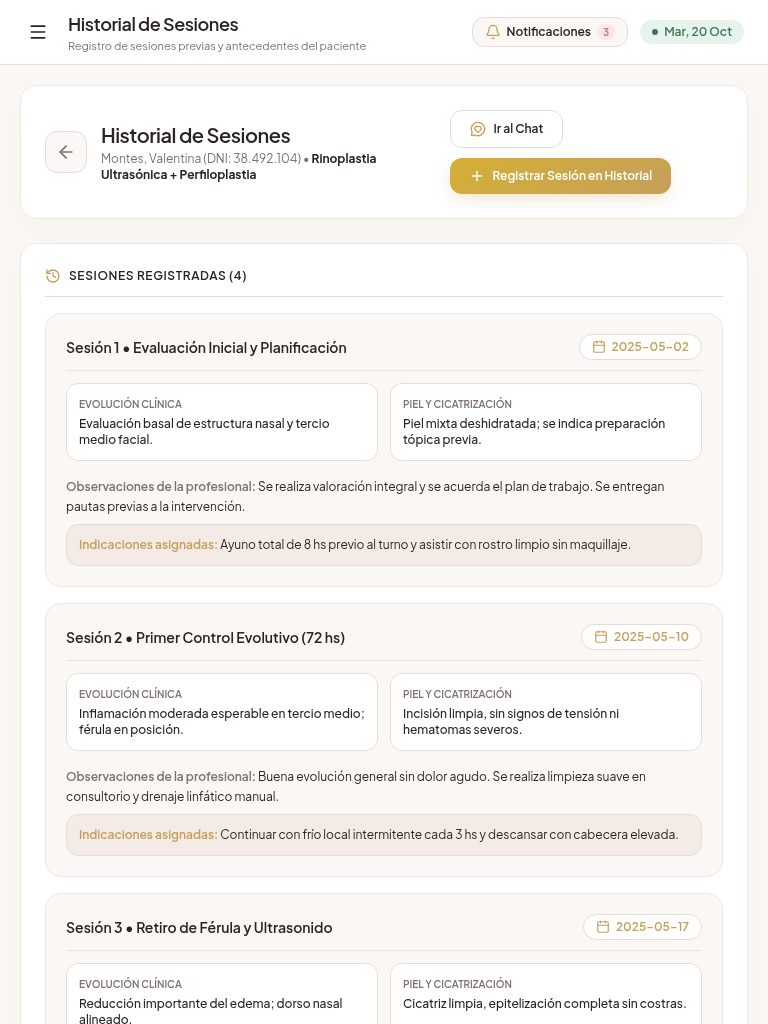 Historial de Sesiones
Registro de sesiones previas y antecedentes del paciente
Notificaciones 3
Mar, 20 Oct
Historial de Sesiones
Montes, Valentina (DNI: 38.492.104) • Rinoplastia
Ultrasónica + Perfiloplastia
Ir al Chat
Registrar Sesión en Historial
SESIONES REGISTRADAS (4)
Sesión 1 • Evaluación Inicial y Planificación
2025-05-02
EVOLUCIÓN CLÍNICA
Evaluación basal de estructura nasal y tercio
medio facial.
PIEL Y CICATRIZACIÓN
Piel mixta deshidratada; se indica preparación
tópica previa.
Observaciones de la profesional: Se realiza valoración integral y se acuerda el plan de trabajo. Se entregan
pautas previas a la intervención.
Indicaciones asignadas: Ayuno total de 8 hs previo al turno y asistir con rostro limpio sin maquillaje.
Sesión 2 • Primer Control Evolutivo (72 hs)
2025-05-10
EVOLUCIÓN CLÍNICA
Inflamación moderada esperable en tercio medio;
férula en posición.
PIEL Y CICATRIZACIÓN
Incisión limpia, sin signos de tensión ni
hematomas severos.
Observaciones de la profesional: Buena evolución general sin dolor agudo. Se realiza limpieza suave en
consultorio y drenaje linfático manual.
Indicaciones asignadas: Continuar con frío local intermitente cada 3 hs y descansar con cabecera elevada.
Sesión 3 • Retiro de Férula y Ultrasonido
2025-05-17
EVOLUCIÓN CLÍNICA
Reducción importante del edema; dorso nasal
alineado.
PIEL Y CICATRIZACIÓN
Cicatriz limpia, epitelización completa sin costras.